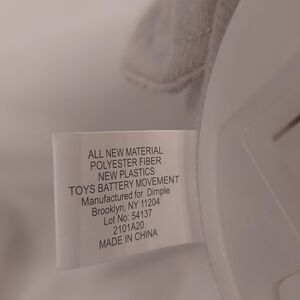 ALL NEW MATERIAL
POLYESTER FIBER
NEW PLASTICS
TOYS BATTERY MOVEMENT
Manufactured for Dimple
Brooklyn, NY 11204
Lot No: 54137
2101A20
MADE IN CHINA